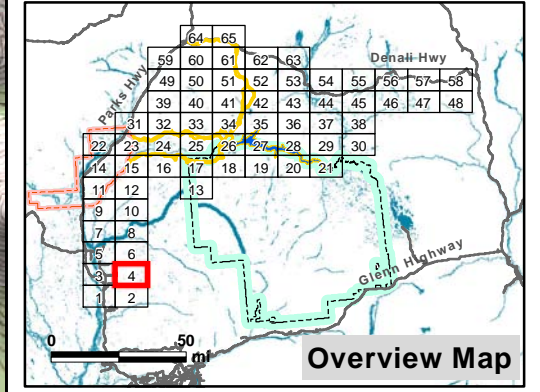 64 65
59 60 61 62 63 Denali Hwy
Parks Hwy
49 50 51 52 53 54 55 56 57 58
39 40 41 42 43 44 45 46 47 48
31 32 33 34 35 36 37 38
22 23 24 25 26 27 28 29 30
14 15 16 17 18 19 20 21
11 12 13
9 10
7 8
5 6
Glenn Highway
3 4
1 2
0 50
mi
Overview Map